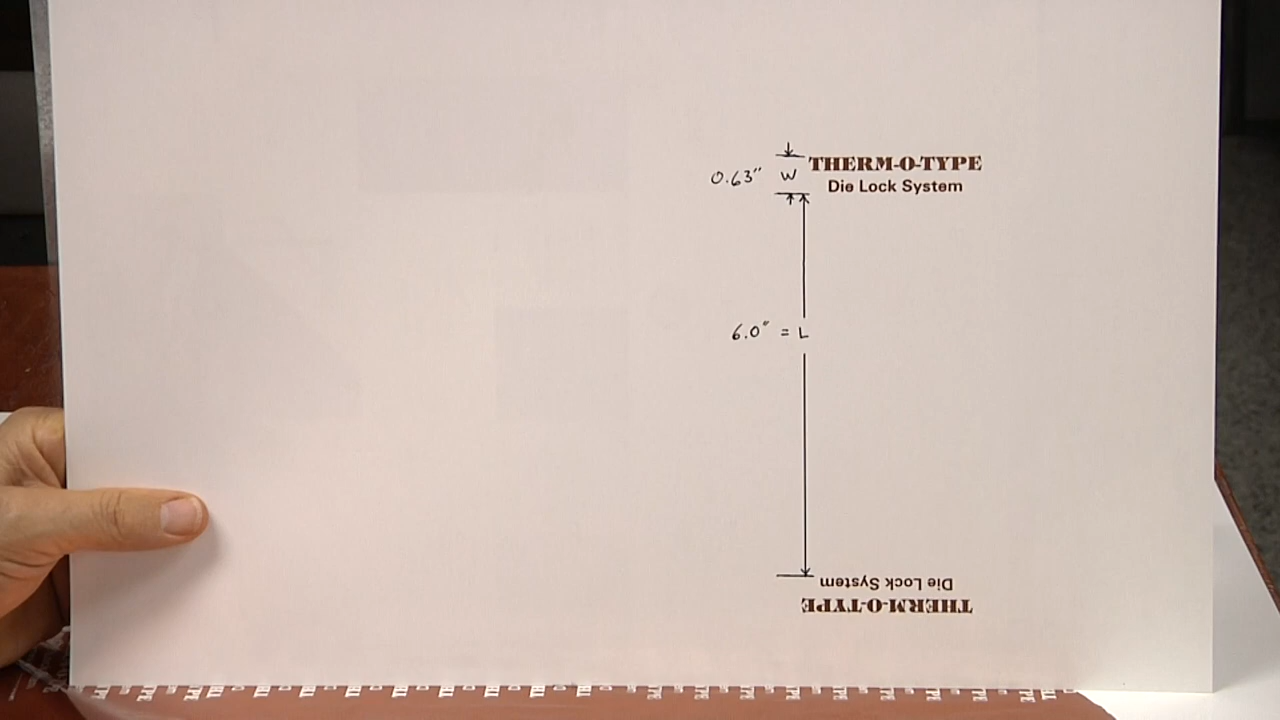 THERM-O-TYPE
0.63" W
Die Lock System
6.0" = L
Die Lock System
THERM-O-TYPE